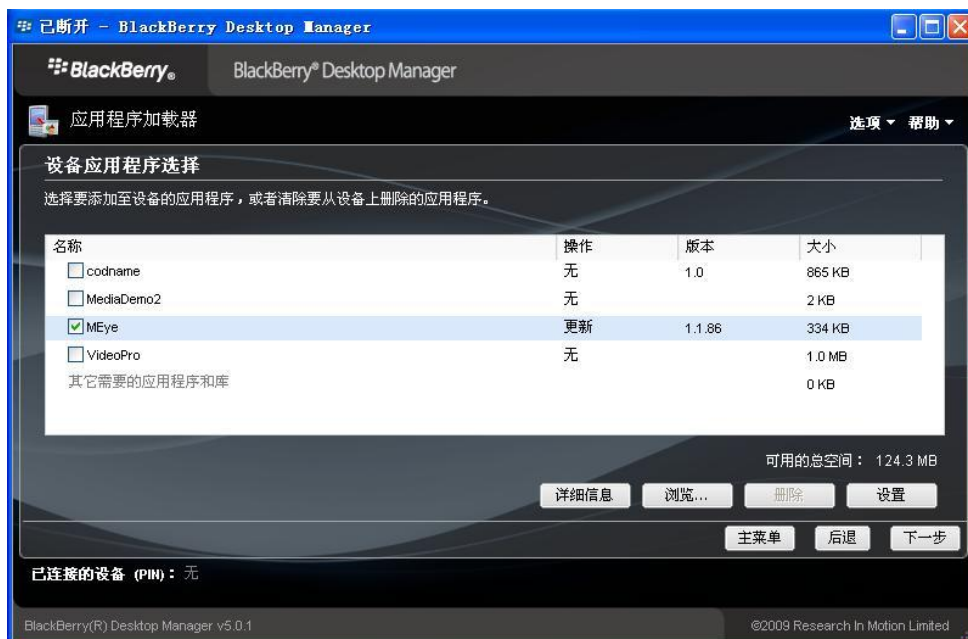 已断开 - BlackBerry Desktop Manager
BlackBerry® BlackBerry® Desktop Manager
应用程序加载器 选项 帮助
设备应用程序选择
选择要添加至设备的应用程序，或者清除要从设备上删除的应用程序。
名称 操作 版本 大小
codname 无 1.0 865 KB
MediaDemo2 无 2 KB
MEye 更新 1.1.86 334 KB
VideoPro 无 1.0 MB
其它需要的应用程序和库 0 KB
可用的总空间： 124.3 MB
详细信息 浏览... 删除 设置
主菜单 后退 下一步
已连接的设备 (PIN)：无
BlackBerry(R) Desktop Manager v5.0.1 ©2009 Research In Motion Limited